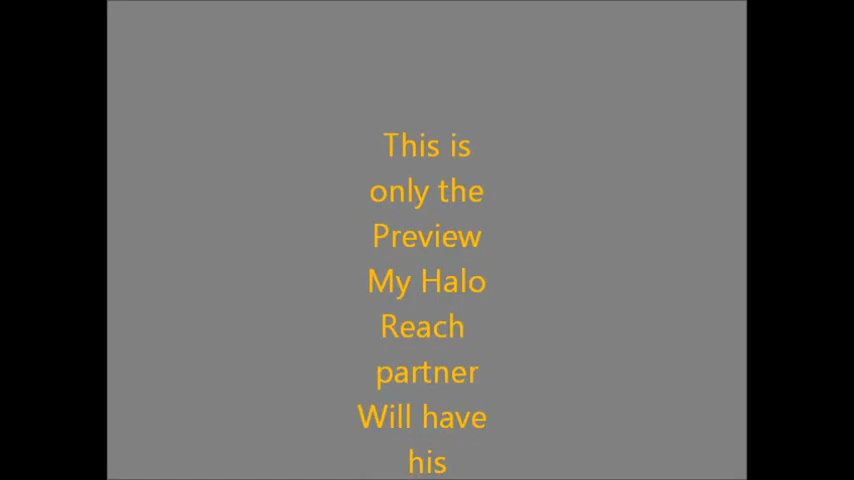 This is
only the
Preview
My Halo
Reach
partner
Will have
his